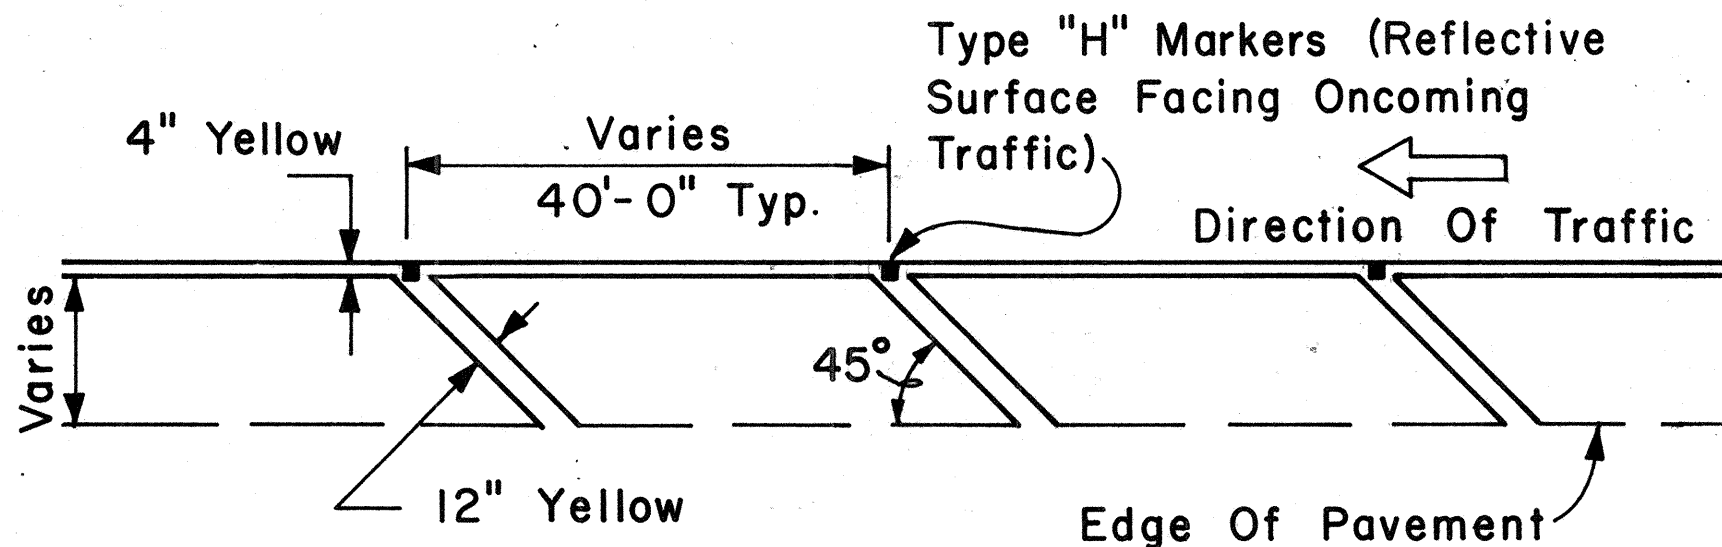 Type "H" Markers (Reflective
Surface Facing Oncoming
Traffic)
4" Yellow
Varies
40'-0" Typ.
Direction Of Traffic
Varies
45°
12" Yellow
Edge Of Pavement